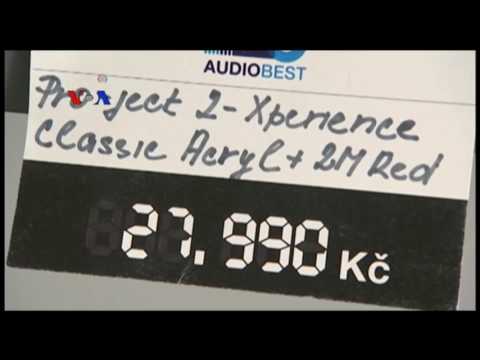 AUDIOBEST
Project 2-Xperience
Classic Acryl + 2M Red
27.990 Kč